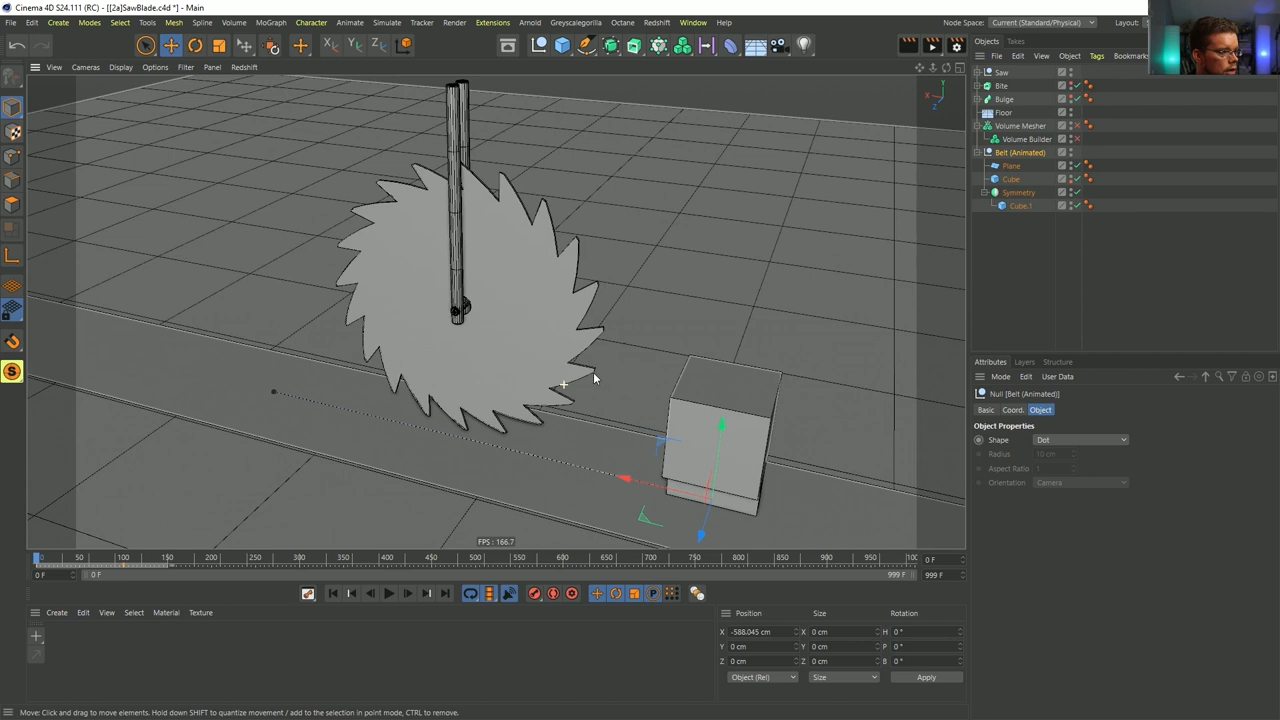 Cinema 4D S24.111 (RC) - [[2a]SawBlade.c4d *] - Main
File Edit Create Modes Select Tools Mesh Spline Volume MoGraph Character Animate Simulate Tracker Render Extensions Arnold Greyscalegorilla Octane Redshift Window Help
Node Space: Current (Standard/Physical) Layout:
View Cameras Display Options Filter Panel Redshift
X Y Z
Y
X
Z
S
FPS : 166.7
Objects Takes
File Edit View Object Tags Bookmarks
Saw
Bite
Bulge
Floor
Volume Mesher
Volume Builder
Belt (Animated)
Plane
Cube
Symmetry
Cube.1
Attributes Layers Structure
Mode Edit User Data
Null [Belt (Animated)]
Basic Coord. Object
Object Properties
Shape Dot
Radius 10 cm
Aspect Ratio 1
Orientation Camera
0 50 100 150 200 250 300 350 400 450 500 550 600 650 700 750 800 850 900 950 100 0 F
0 F 0 F 999 F 999 F
P
Create Edit View Select Material Texture
Position Size Rotation
X -588.045 cm X 0 cm H 0 °
Y 0 cm Y 0 cm P 0 °
Z 0 cm Z 0 cm B 0 °
Object (Rel) Size Apply
Move: Click and drag to move elements. Hold down SHIFT to quantize movement / add to the selection in point mode, CTRL to remove.